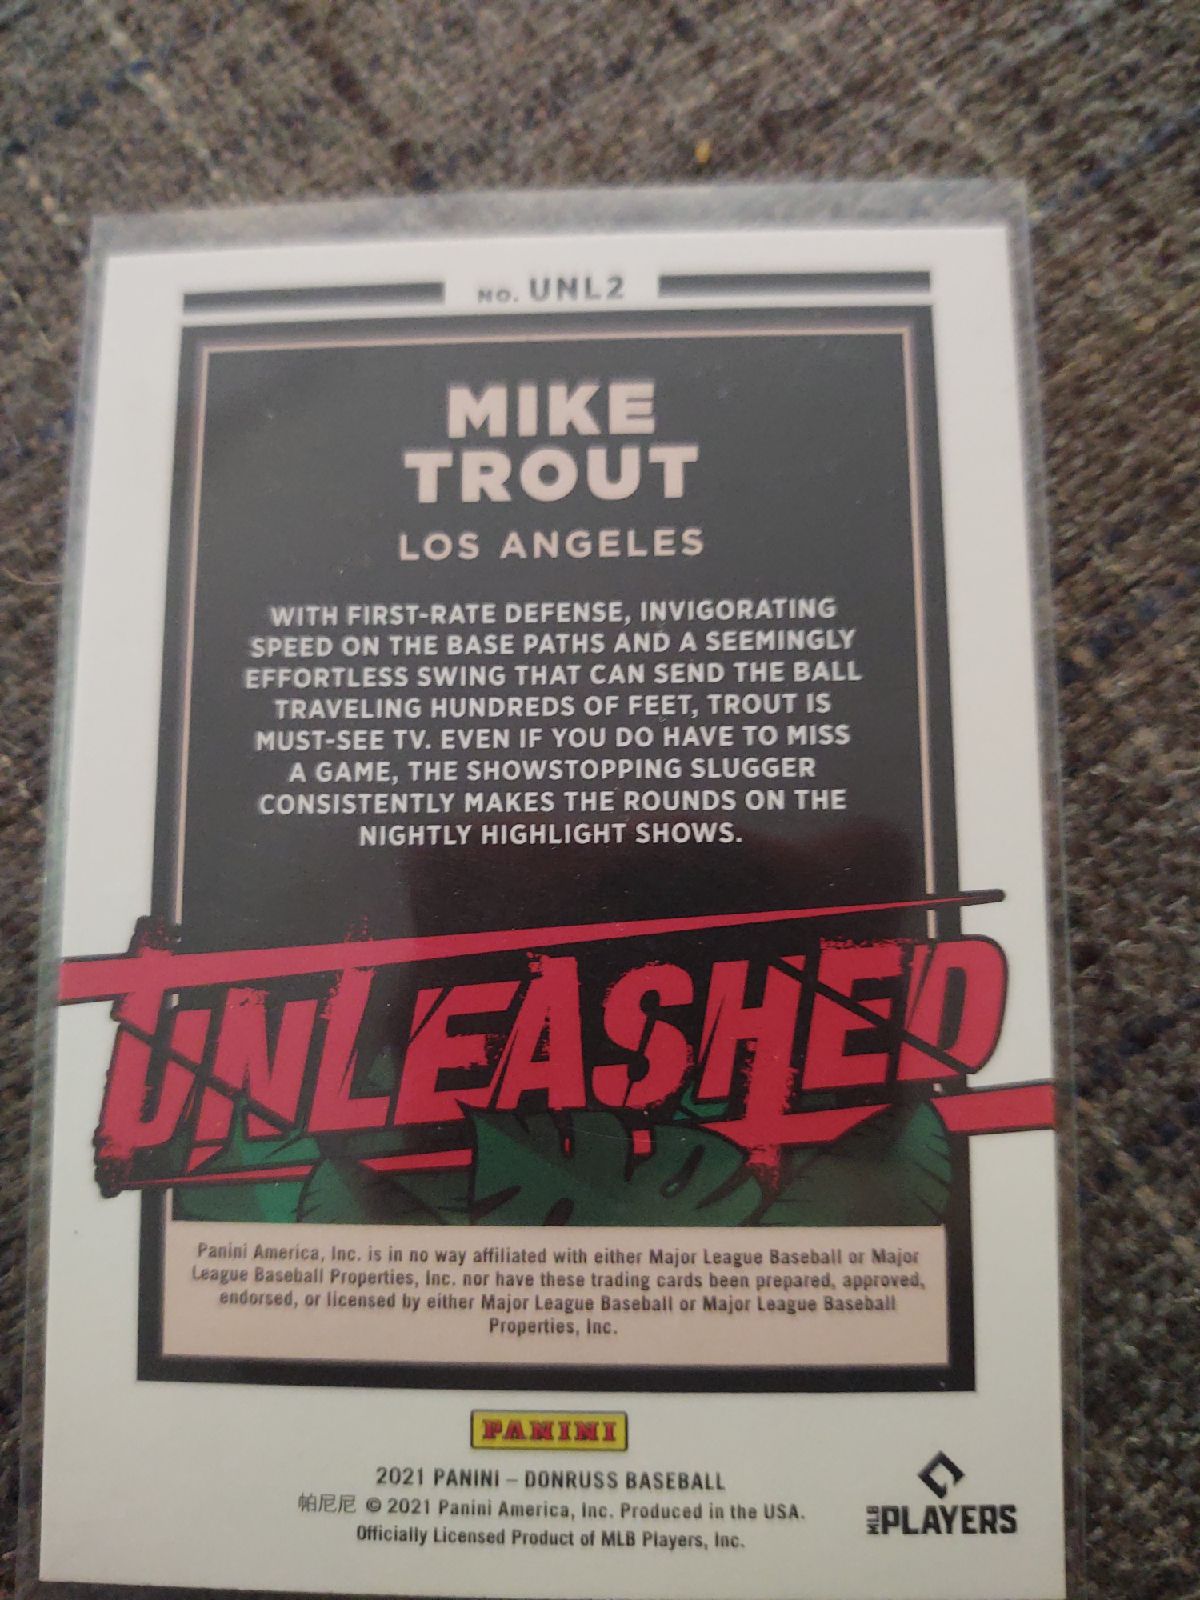 NO. UNL2
MIKE
TROUT
LOS ANGELES
WITH FIRST-RATE DEFENSE, INVIGORATING
SPEED ON THE BASE PATHS AND A SEEMINGLY
EFFORTLESS SWING THAT CAN SEND THE BALL
TRAVELING HUNDREDS OF FEET, TROUT IS
MUST-SEE TV. EVEN IF YOU DO HAVE TO MISS
A GAME, THE SHOWSTOPPING SLUGGER
CONSISTENTLY MAKES THE ROUNDS ON THE
NIGHTLY HIGHLIGHT SHOWS.
UNLEASHED
Panini America, Inc. is in no way affiliated with either Major League Baseball or Major
League Baseball Properties, Inc. nor have these trading cards been prepared, approved,
endorsed, or licensed by either Major League Baseball or Major League Baseball
Properties, Inc.
PANINI
2021 PANINI – DONRUSS BASEBALL
帕尼尼 © 2021 Panini America, Inc. Produced in the USA.
Officially Licensed Product of MLB Players, Inc.
MLB PLAYERS